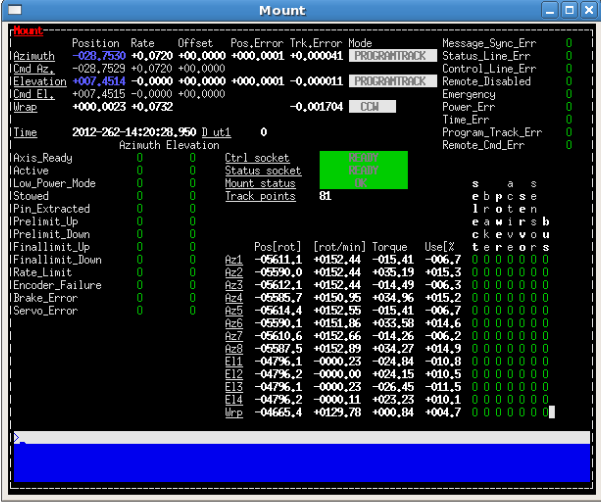 Mount
Mount
Position Rate Offset Pos.Error Trk.Error Mode Message_Sync_Err 0
Azimuth -028.7530 +0.0720 +00.0000 +000.0001 +0.000041 PROGRAMTRACK Status_Line_Err 0
Cmd Az. -028.7529 +0.0720 +00.0000 Control_Line_Err 0
Elevation +007.4514 -0.0000 +00.0000 -000.0001 -0.000011 PROGRAMTRACK Remote_Disabled 0
Cmd El. +007.4515 -0.0000 +00.0000 Emergency 0
Wrap +000.0023 +0.0732 -0.001704 CCW Power_Err 0
Time_Err 0
Time 2012-262-14:20:28.950 D_ut1 0 Program_Track_Err 0
Azimuth Elevation Remote_Cmd_Err 0
Axis_Ready 0 0 Ctrl socket READY
Active 0 0 Status socket READY
Low_Power_Mode 0 0 Mount status OK s a s
Stowed 0 0 Track points 81 e b p c s e
Pin_Extracted 0 0 l r o t e n
Prelimit_Up 0 0 e a w i r s b
Prelimit_Down 0 0 c k e v v o u
Finallimit_Up 0 0 Pos[rot] [rot/min] Torque Use[% t e r e o r s
Finallimit_Down 0 0 Az1 -05611.1 +0152.44 -015.41 -006.7 0 0 0 0 0 0 0
Rate_Limit 0 0 Az2 -05590.0 +0152.44 +035.19 +015.3 0 0 0 0 0 0 0
Encoder_Failure 0 0 Az3 -05612.1 +0152.44 -014.49 -006.3 0 0 0 0 0 0 0
Brake_Error 0 0 Az4 -05585.7 +0150.95 +034.96 +015.2 0 0 0 0 0 0 0
Servo_Error 0 0 Az5 -05614.4 +0152.55 -015.41 -006.7 0 0 0 0 0 0 0
Az6 -05590.1 +0151.86 +033.58 +014.6 0 0 0 0 0 0 0
Az7 -05610.6 +0152.66 -014.26 -006.2 0 0 0 0 0 0 0
Az8 -05587.5 +0152.89 +034.27 +014.9 0 0 0 0 0 0 0
El1 -04796.1 -0000.23 -024.84 -010.8 0 0 0 0 0 0 0
El2 -04796.2 -0000.00 +024.15 +010.5 0 0 0 0 0 0 0
El3 -04796.1 -0000.23 -026.45 -011.5 0 0 0 0 0 0 0
El4 -04796.2 -0000.11 +023.23 +010.1 0 0 0 0 0 0 0
Wrp -04665.4 +0129.78 +000.84 +004.7 0 0 0 0 0 0 0
>